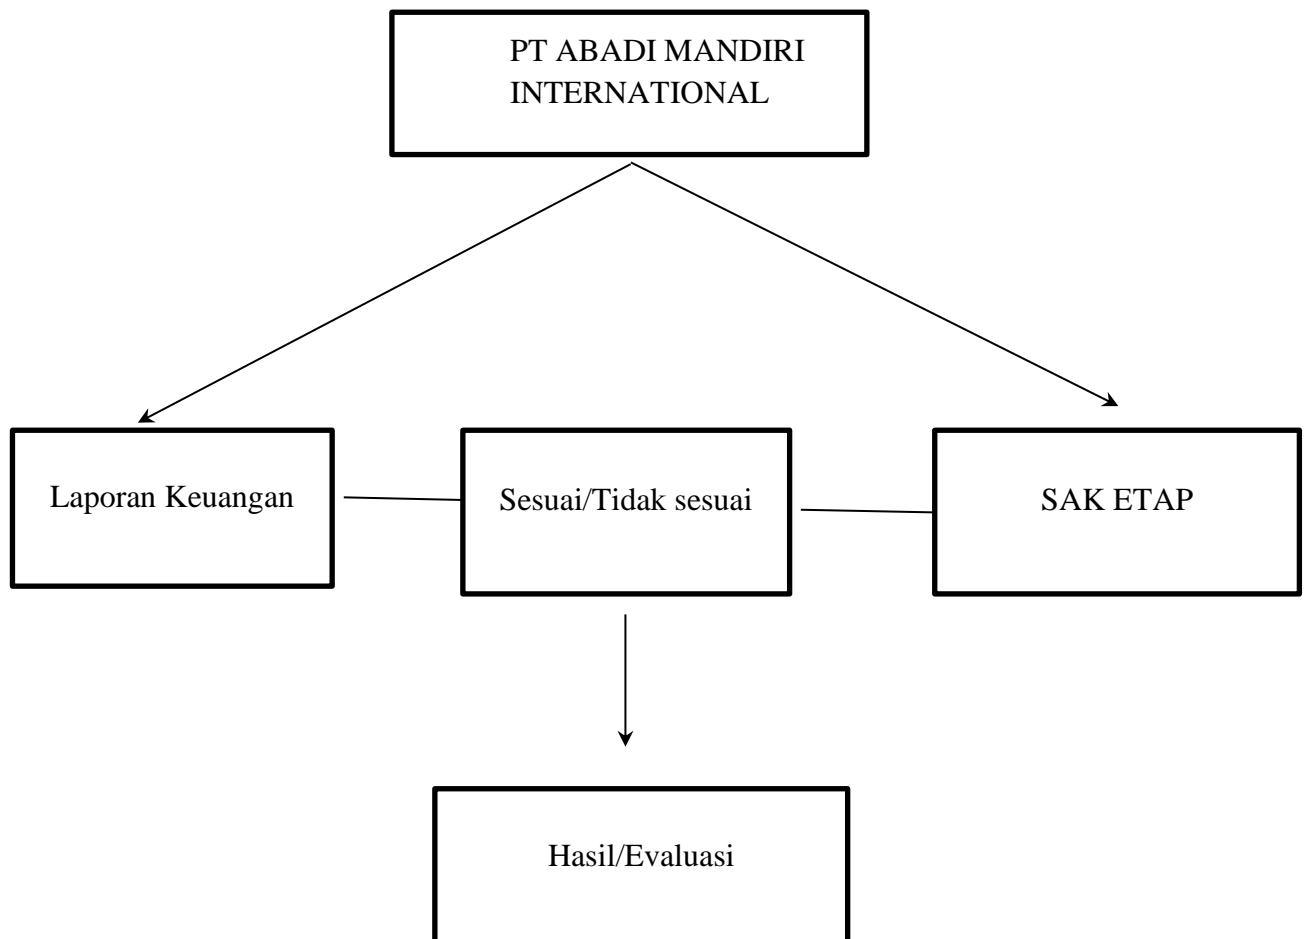 PT ABADI MANDIRI
INTERNATIONAL
Laporan Keuangan
Sesuai/Tidak sesuai
SAK ETAP
Hasil/Evaluasi